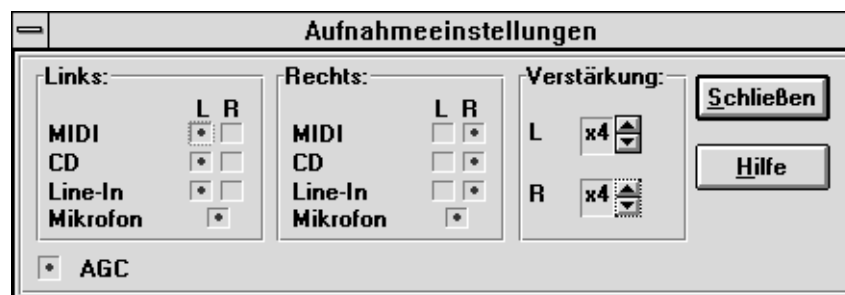 Aufnahmeeinstellungen
Links:
L R
MIDI
CD
Line-In
Mikrofon
Rechts:
L R
MIDI
CD
Line-In
Mikrofon
Verstärkung:
L x4
R x4
Schließen
Hilfe
AGC